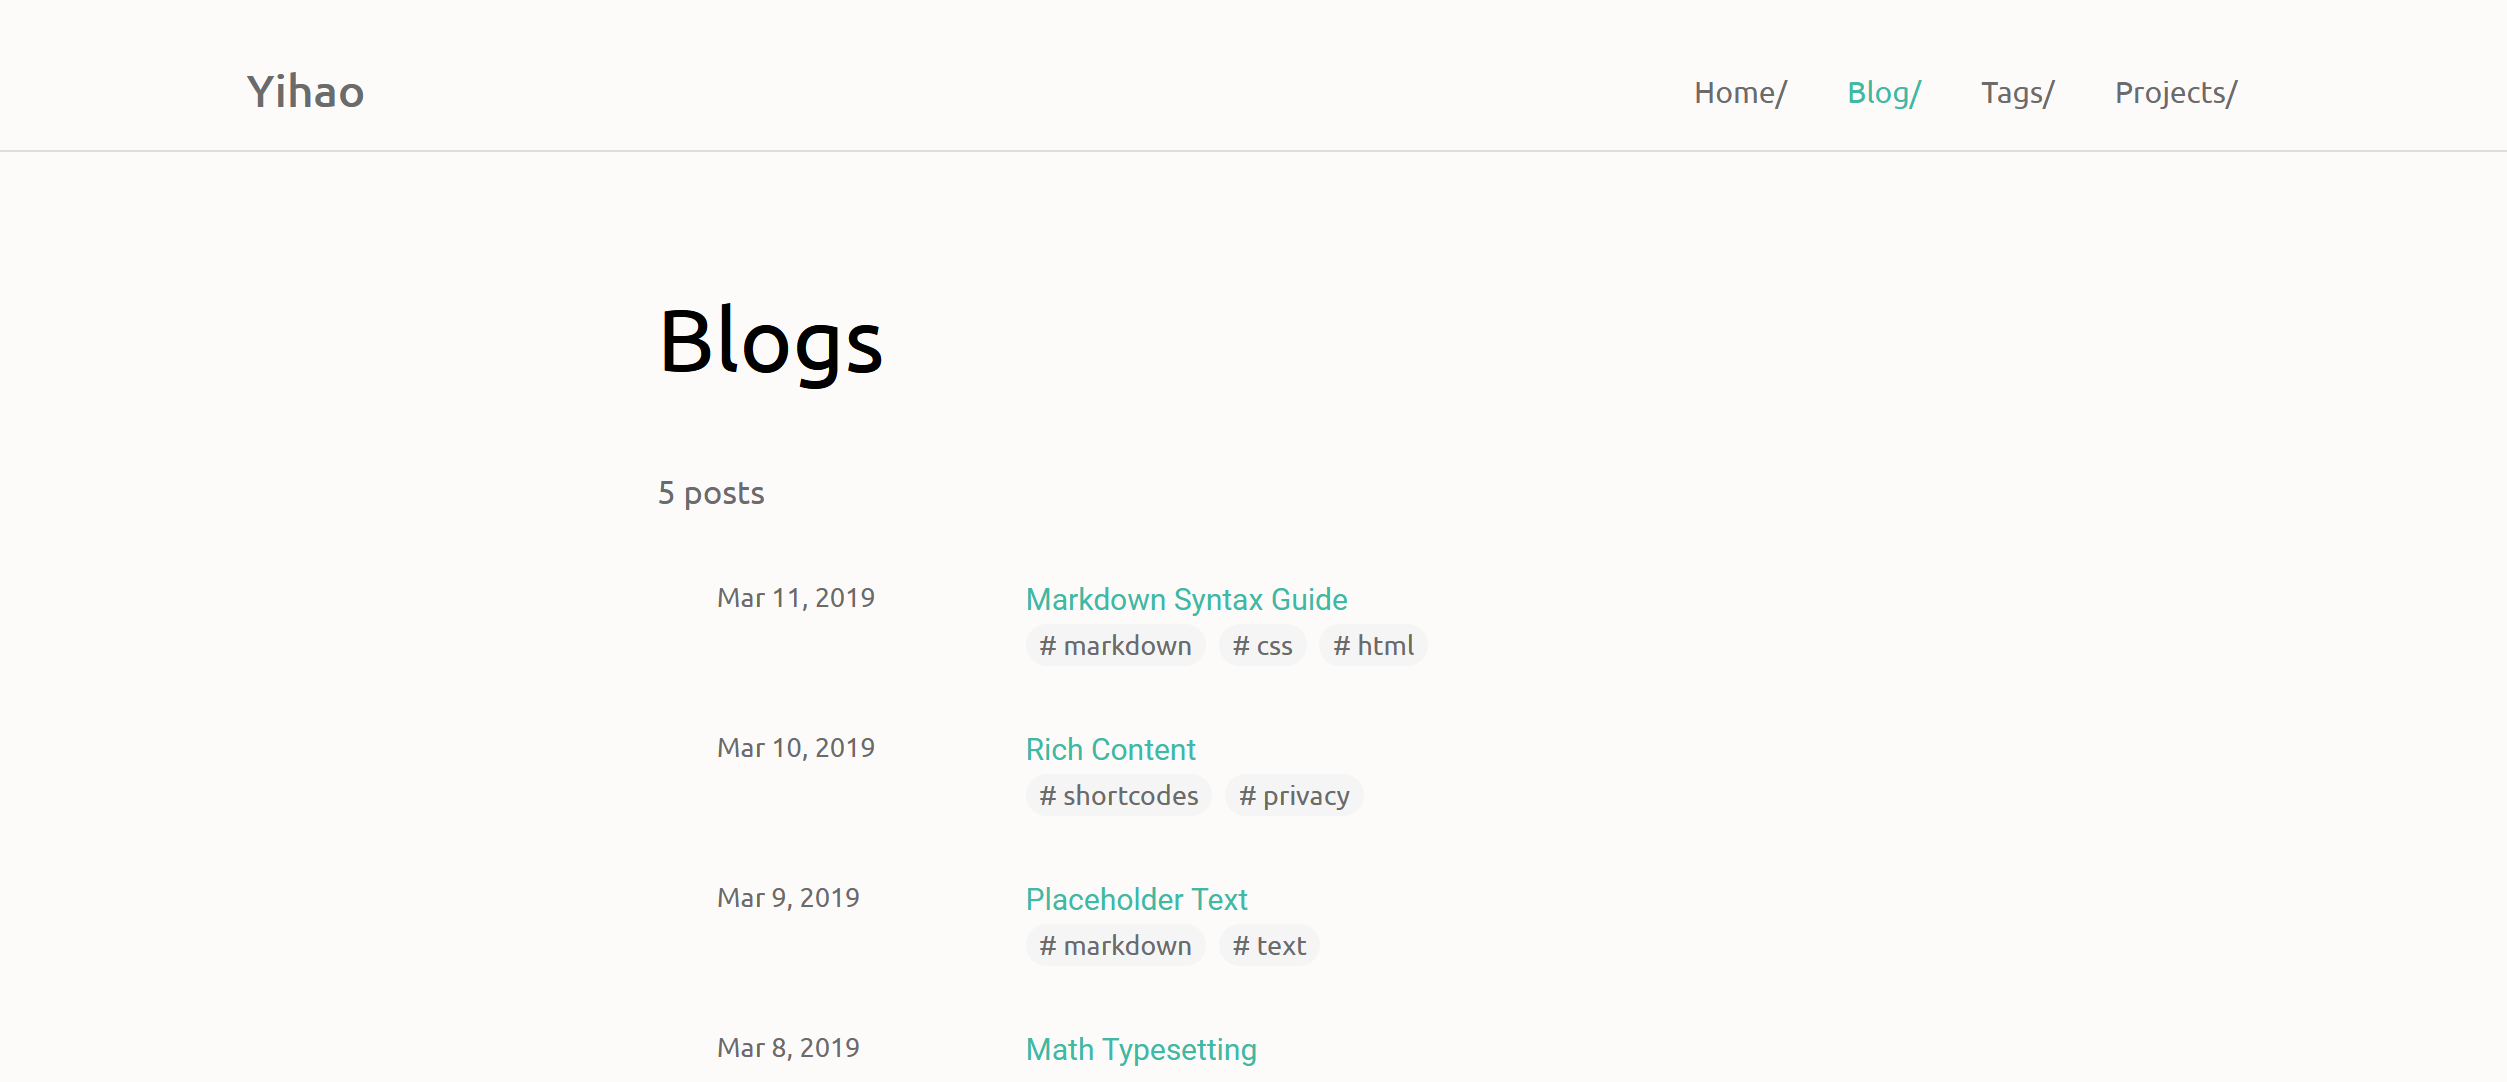 Yihao Home/ Blog/ Tags/ Projects/
Blogs
5 posts
Mar 11, 2019 Markdown Syntax Guide
# markdown # css # html
Mar 10, 2019 Rich Content
# shortcodes # privacy
Mar 9, 2019 Placeholder Text
# markdown # text
Mar 8, 2019 Math Typesetting